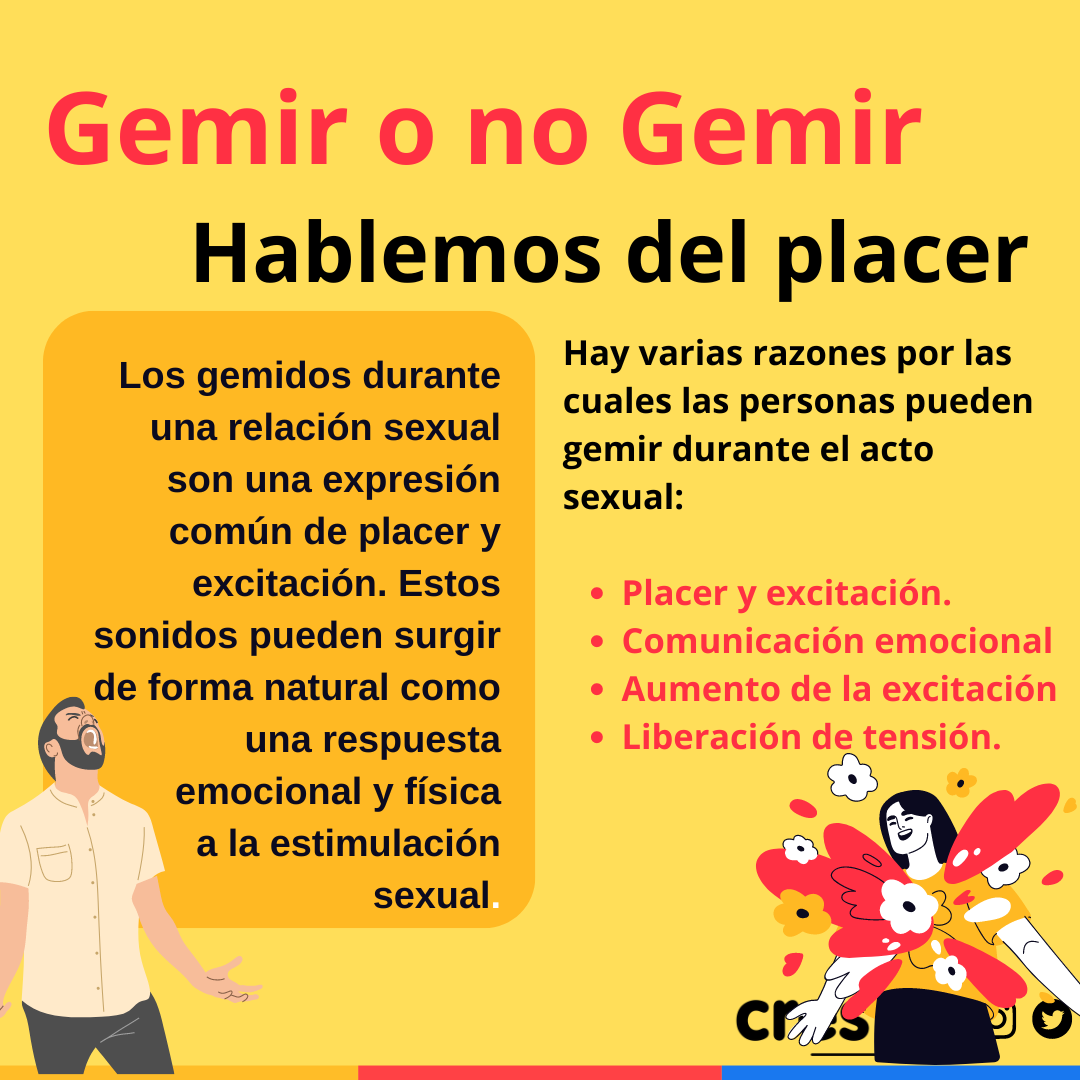 Gemir o no Gemir
Hablemos del placer
Los gemidos durante
una relación sexual
son una expresión
común de placer y
excitación. Estos
sonidos pueden surgir
de forma natural como
una respuesta
emocional y física
a la estimulación
sexual.
Hay varias razones por las
cuales las personas pueden
gemir durante el acto
sexual:
• Placer y excitación.
• Comunicación emocional
• Aumento de la excitación
• Liberación de tensión.